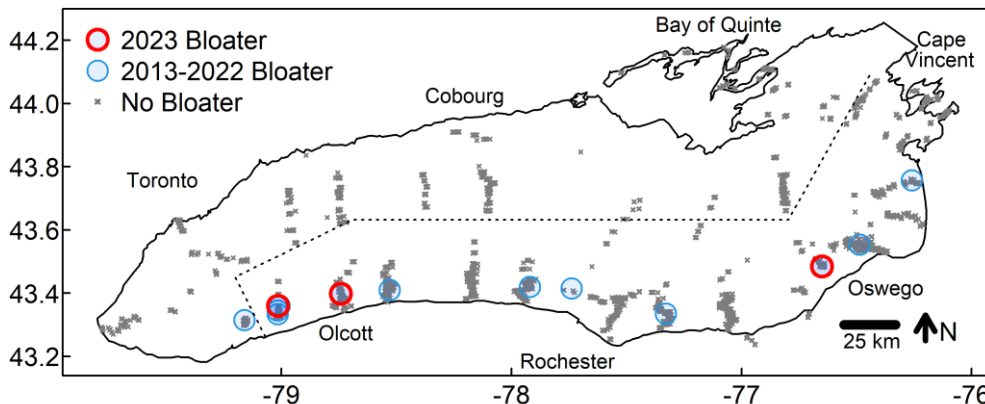 44.2
44.0
43.8
43.6
43.4
43.2
2023 Bloater
2013-2022 Bloater
No Bloater
Bay of Quinte
Cape
Vincent
Cobourg
Toronto
Olcott
Rochester
Oswego
25 km
N
-79
-78
-77
-76